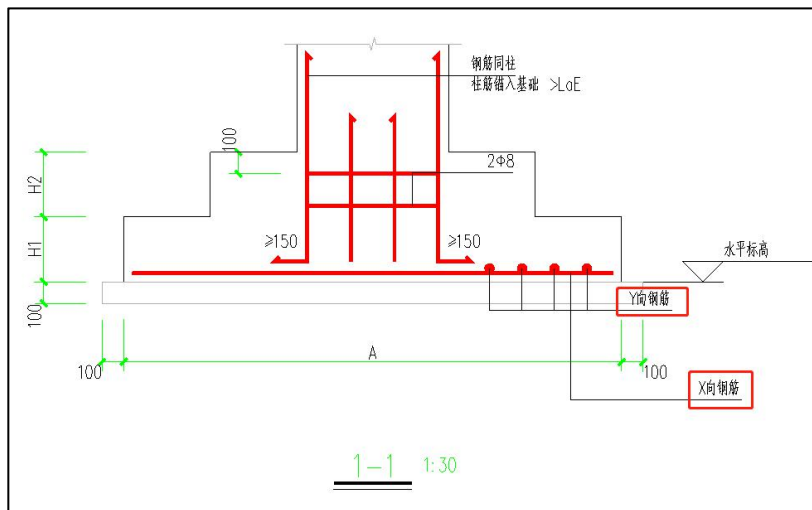 钢筋同柱
柱筋锚入基础 >LaE
100
2Φ8
H2
H1
≥150
≥150
水平标高
100
Y向钢筋
100
A
100
X向钢筋
1-1 1:30